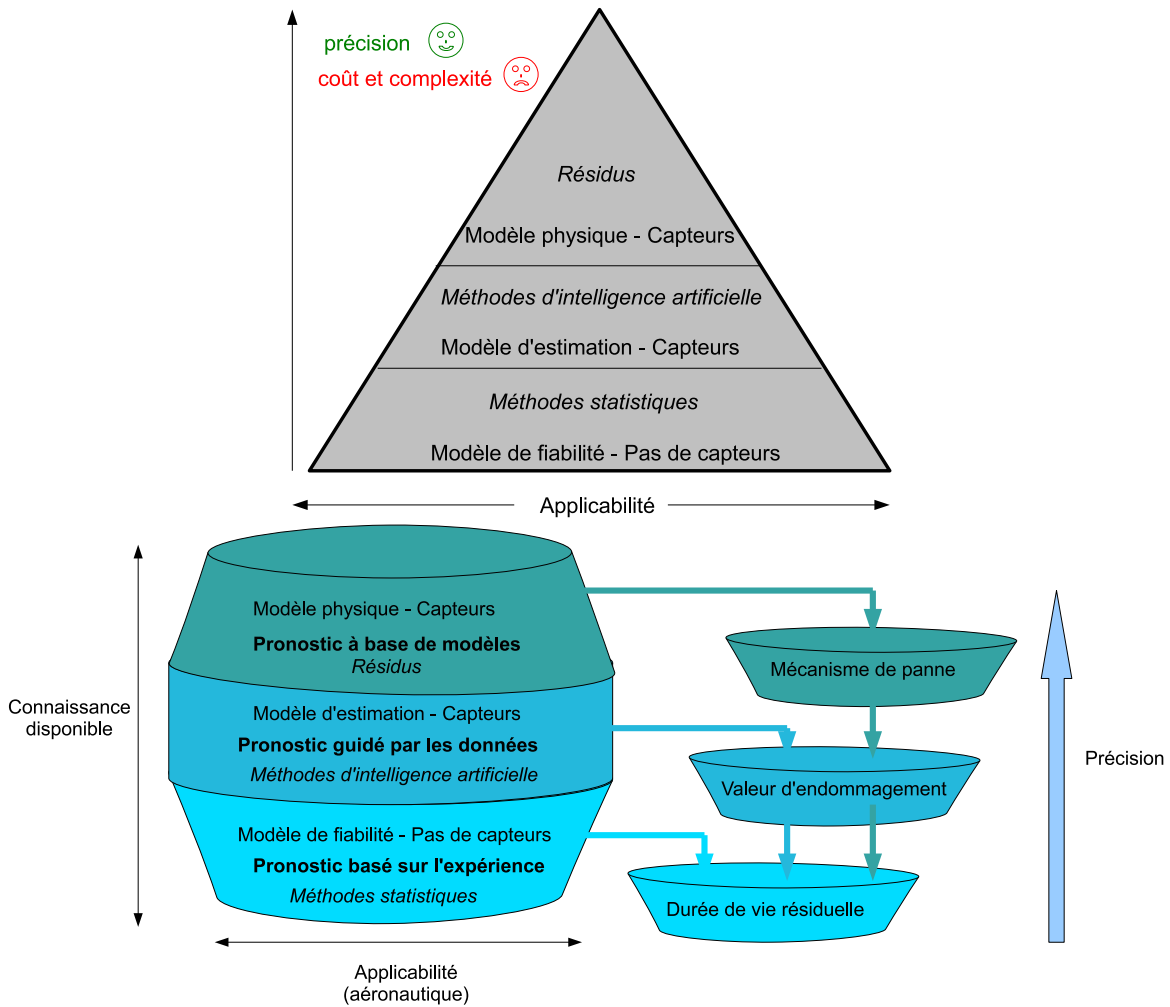 précision
coût et complexité
Résidus
Modèle physique - Capteurs
Méthodes d'intelligence artificielle
Modèle d'estimation - Capteurs
Méthodes statistiques
Modèle de fiabilité - Pas de capteurs
Applicabilité
Connaissance
disponible
Modèle physique - Capteurs
Pronostic à base de modèles
Résidus
Modèle d'estimation - Capteurs
Pronostic guidé par les données
Méthodes d'intelligence artificielle
Modèle de fiabilité - Pas de capteurs
Pronostic basé sur l'expérience
Méthodes statistiques
Applicabilité
(aéronautique)
Mécanisme de panne
Valeur d'endommagement
Durée de vie résiduelle
Précision